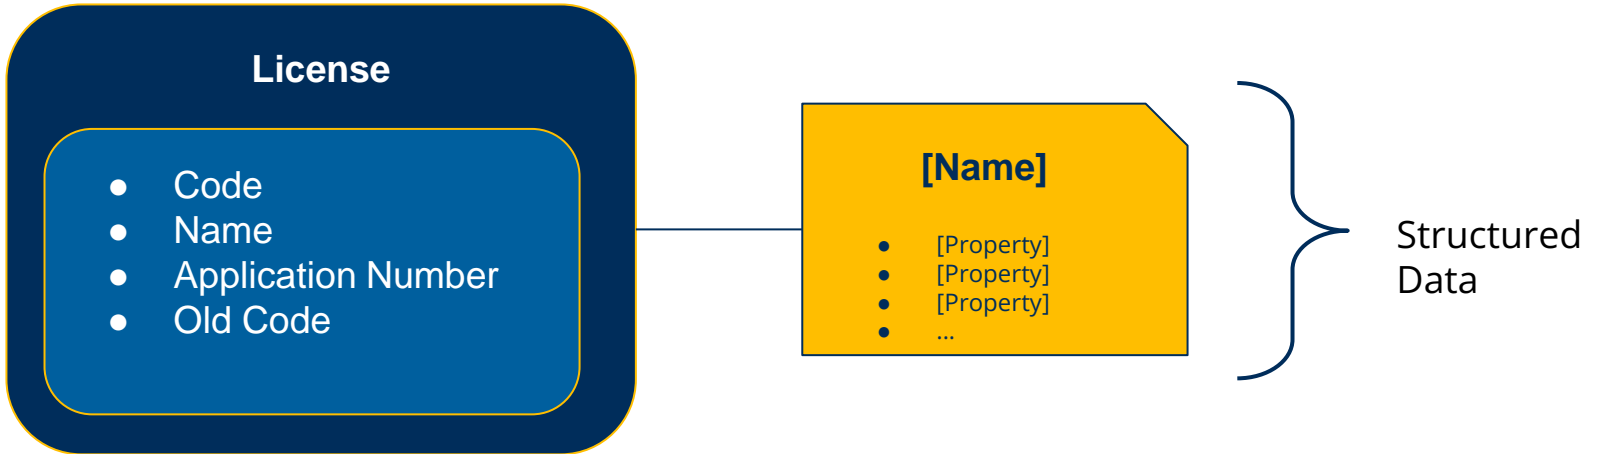 License
● Code
● Name
● Application Number
● Old Code
[Name]
● [Property]
● [Property]
● [Property]
● ...
Structured
Data